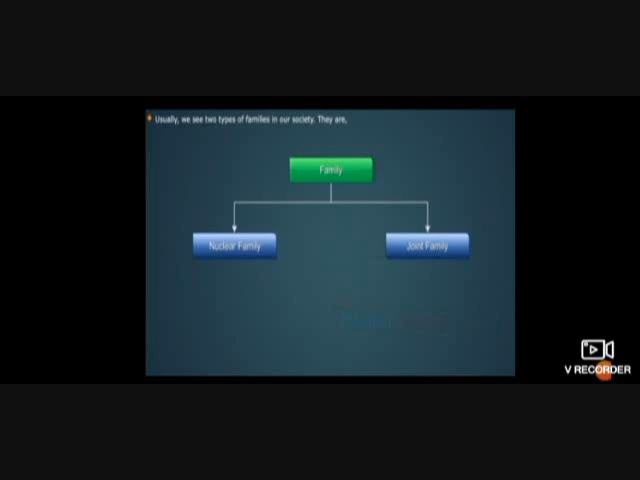 Usually, we see two types of families in our society. They are,
Family
Nuclear Family
Joint Family
V RECORDER